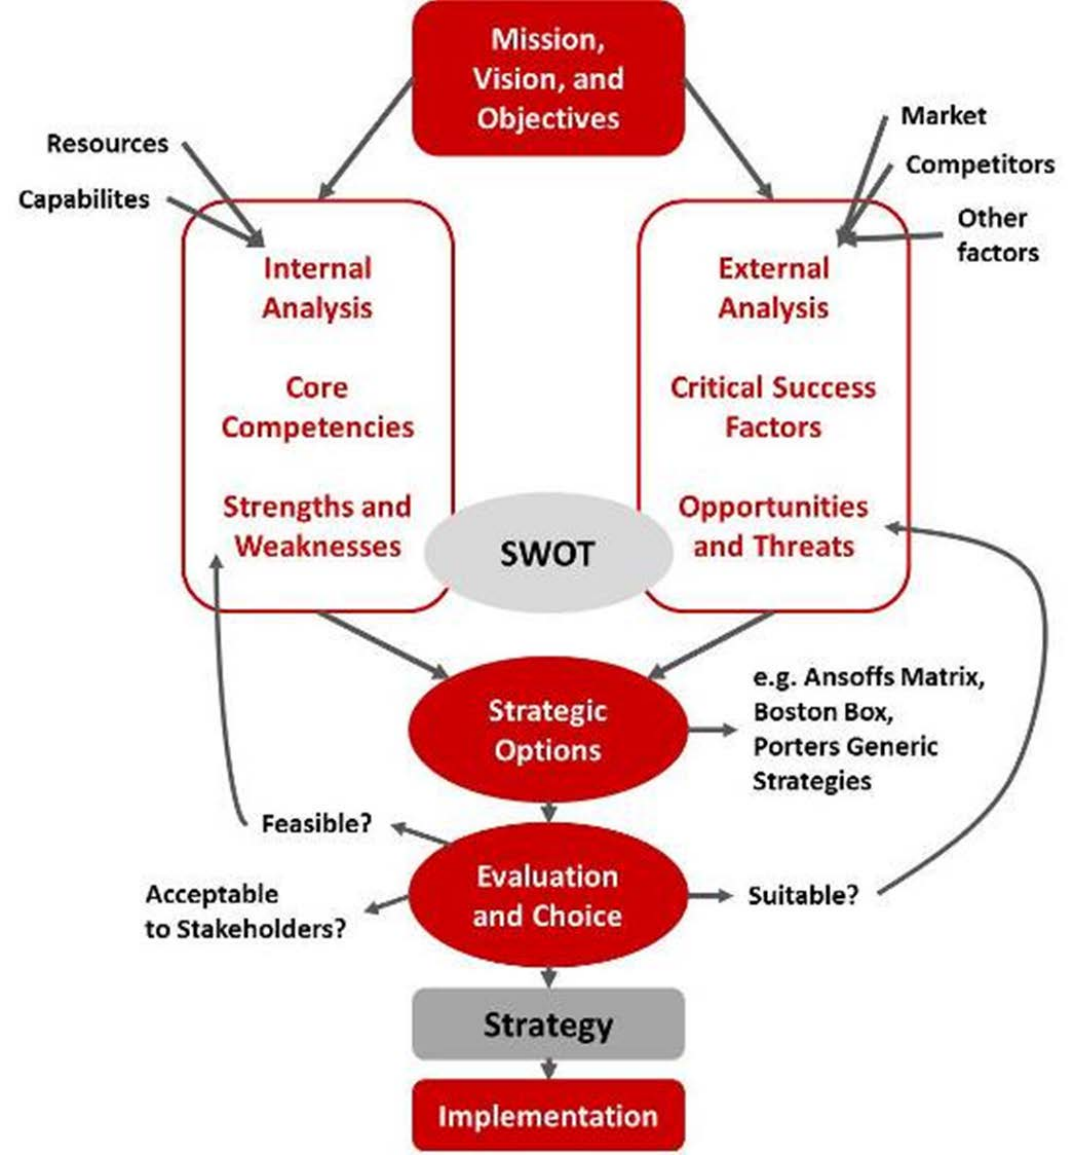 Mission,
Vision, and
Objectives
Resources
Capabilites
Market
Competitors
Other
factors
Internal
Analysis
Core
Competencies
Strengths and
Weaknesses
External
Analysis
Critical Success
Factors
Opportunities
and Threats
SWOT
Strategic
Options
e.g. Ansoffs Matrix,
Boston Box,
Porters Generic
Strategies
Feasible?
Acceptable
to Stakeholders?
Evaluation
and Choice
Suitable?
Strategy
Implementation